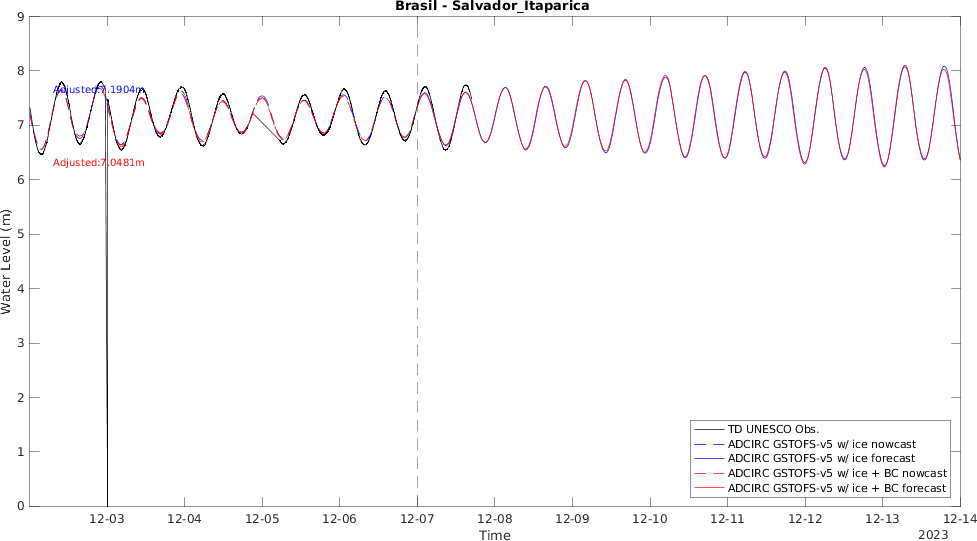 Brasil - Salvador_Itaparica
9
8
7
6
5
4
3
2
1
0
Water Level (m)
Adjusted:7.1904m
Adjusted:7.0481m
TD UNESCO Obs.
ADCIRC GSTOFS-v5 w/ ice nowcast
ADCIRC GSTOFS-v5 w/ ice forecast
ADCIRC GSTOFS-v5 w/ ice + BC nowcast
ADCIRC GSTOFS-v5 w/ ice + BC forecast
12-03 12-04 12-05 12-06 12-07 12-08 12-09 12-10 12-11 12-12 12-13 12-14
Time
2023